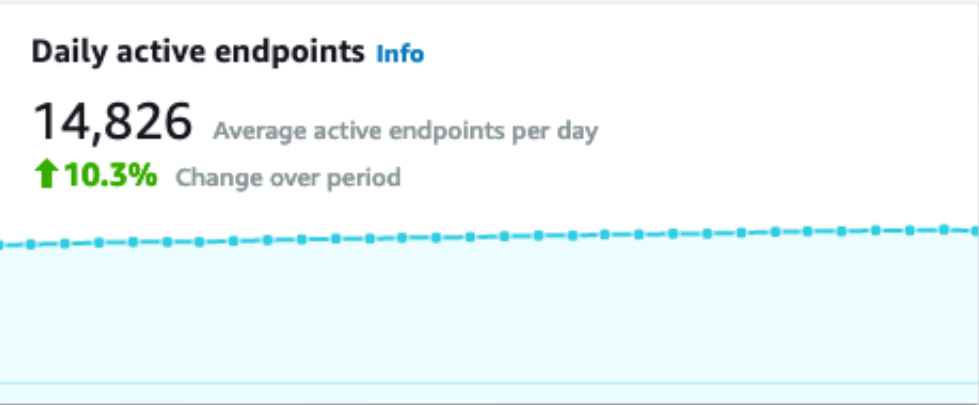 Daily active endpoints Info
14,826 Average active endpoints per day
10.3% Change over period